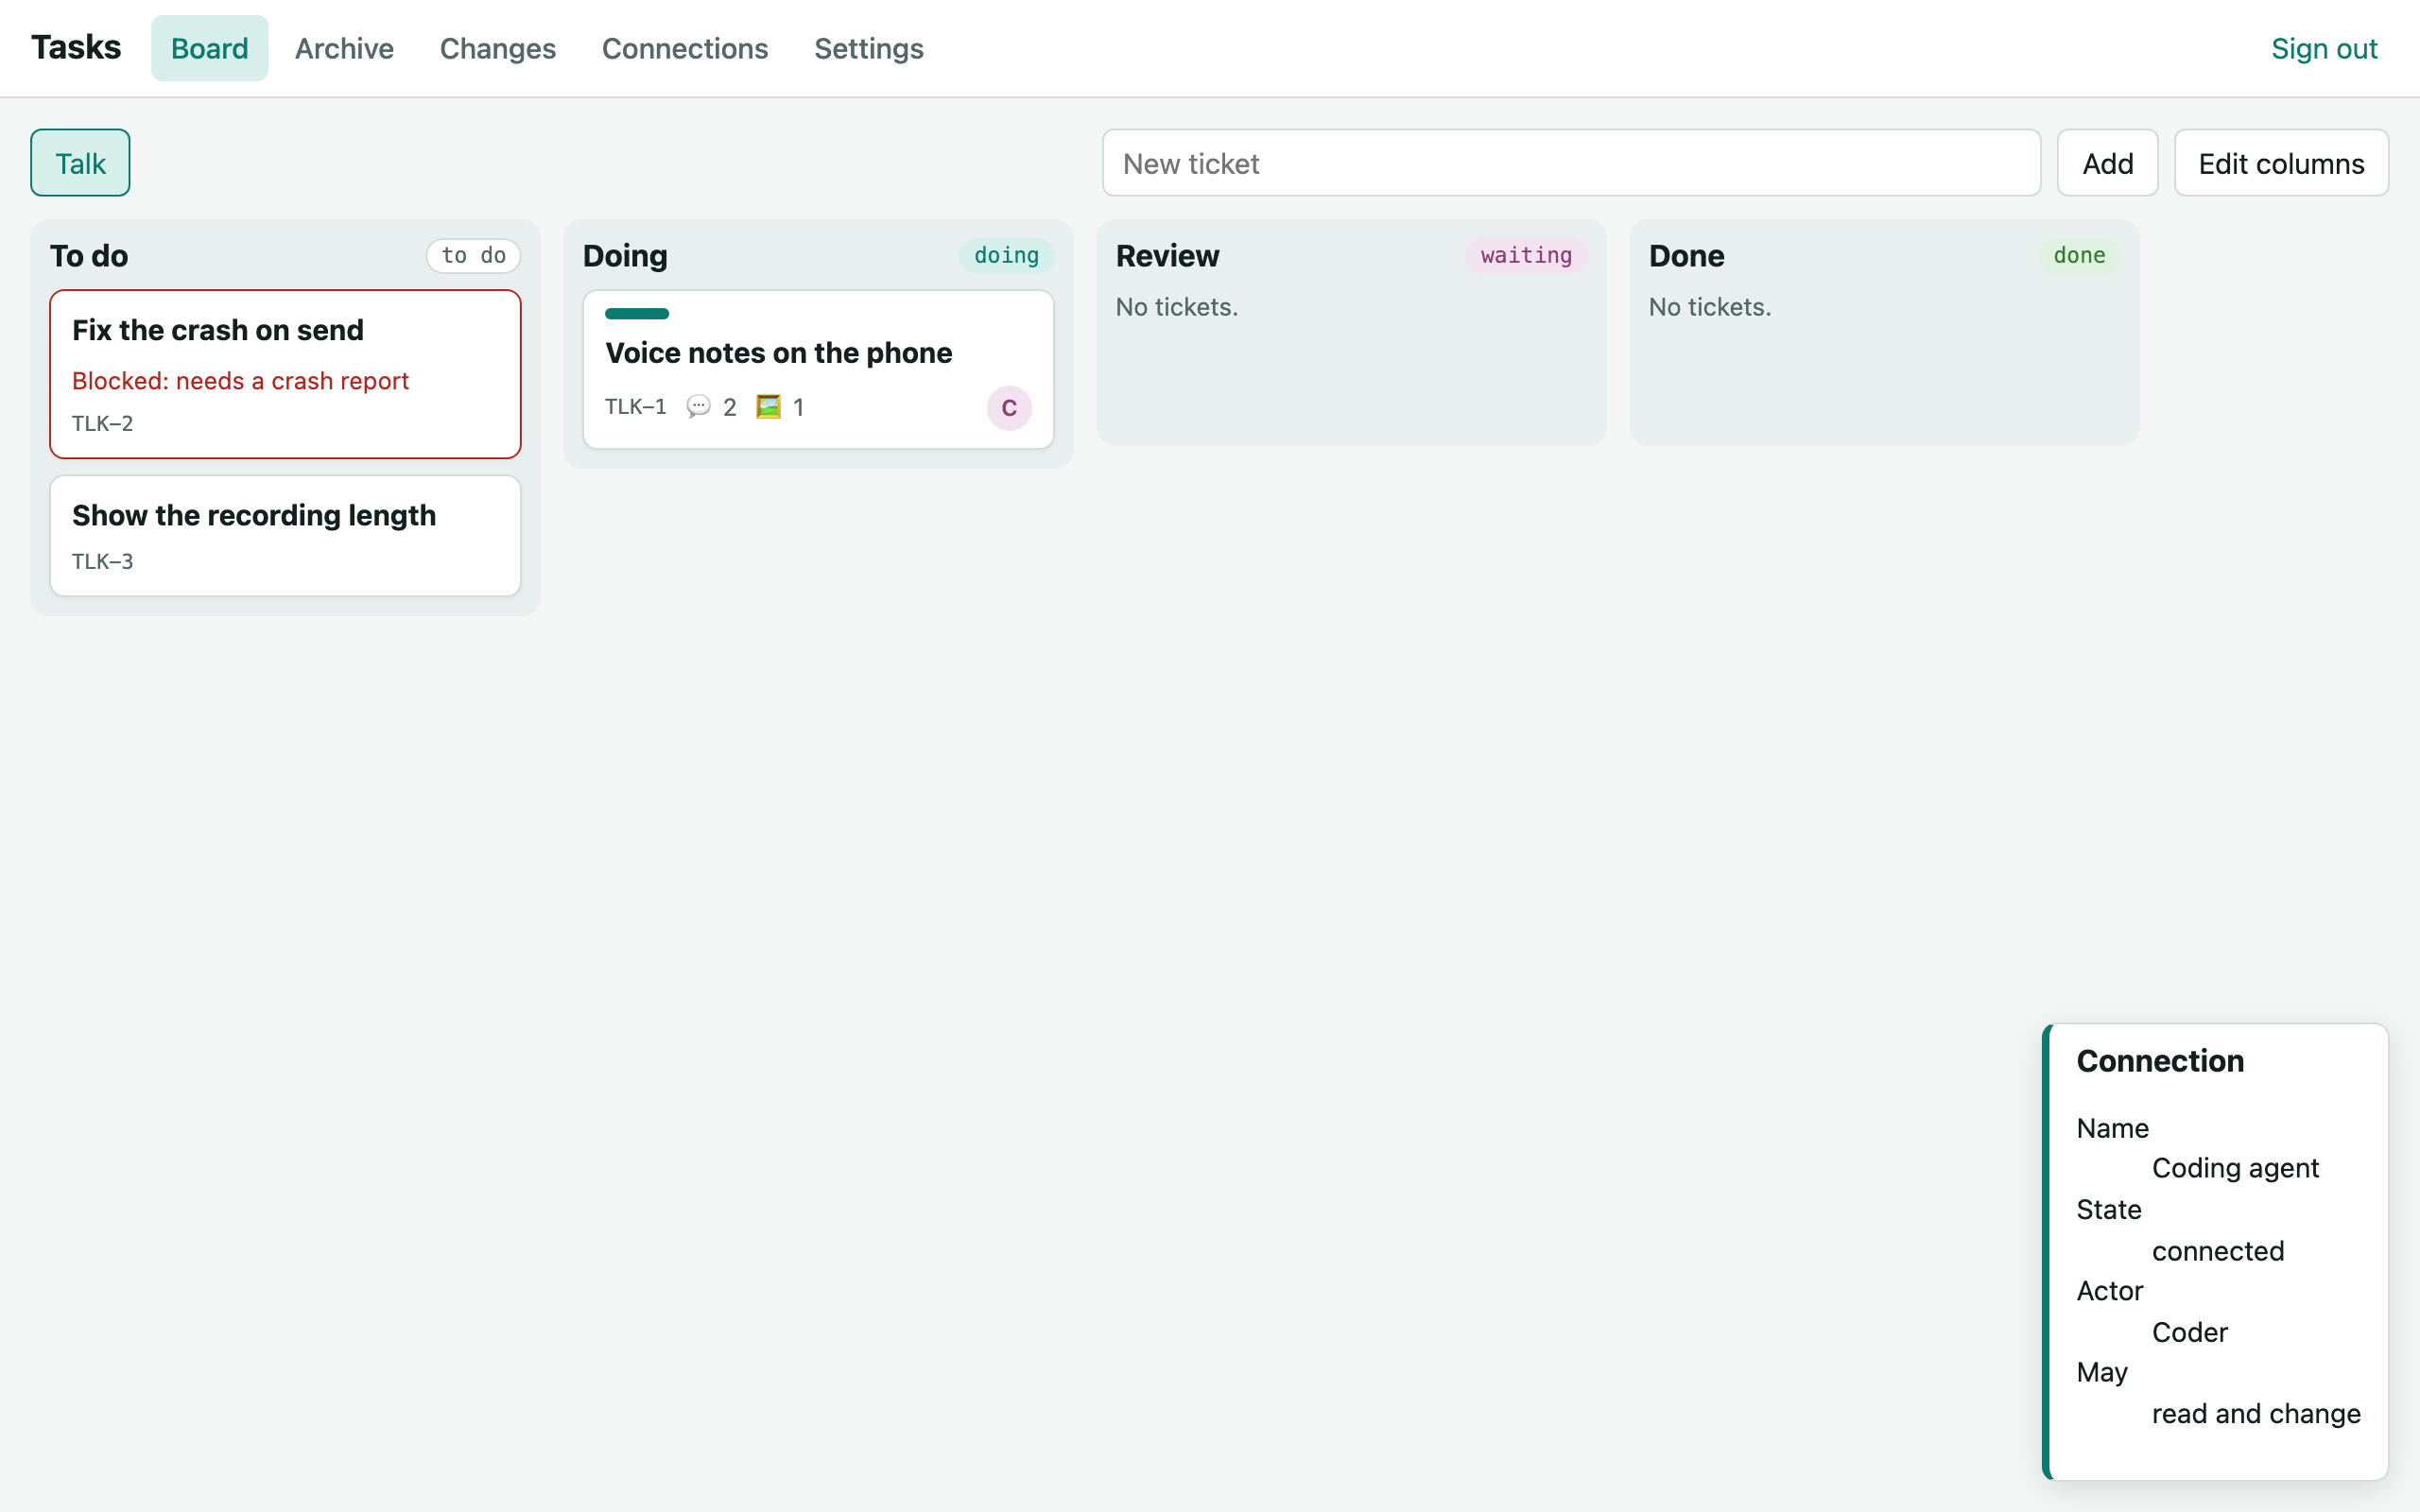 Tasks Board Archive Changes Connections Settings Sign out
Talk New ticket Add Edit columns
To do to do
Fix the crash on send
Blocked: needs a crash report
TLK-2
Show the recording length
TLK-3
Doing doing
Voice notes on the phone
TLK-1 2 1 C
Review waiting
No tickets.
Done done
No tickets.
Connection
Name
Coding agent
State
connected
Actor
Coder
May
read and change